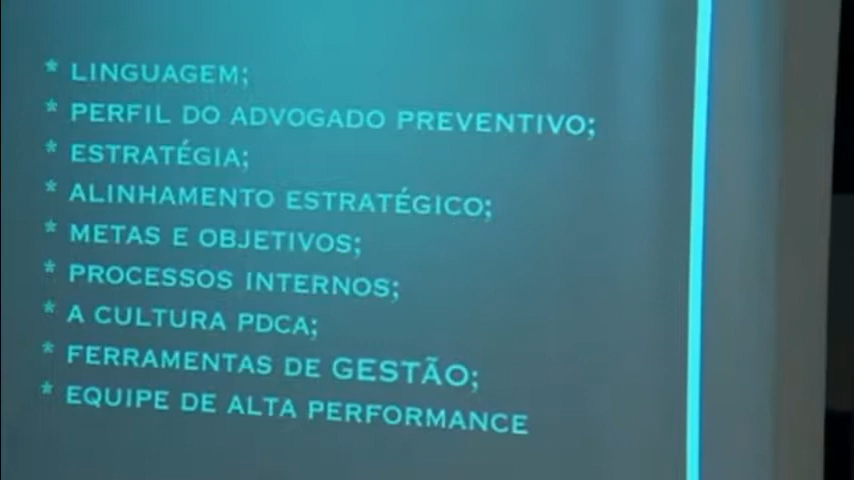 * LINGUAGEM;
* PERFIL DO ADVOGADO PREVENTIVO;
* ESTRATÉGIA;
* ALINHAMENTO ESTRATÉGICO;
* METAS E OBJETIVOS;
* PROCESSOS INTERNOS;
* A CULTURA PDCA;
* FERRAMENTAS DE GESTÃO;
* EQUIPE DE ALTA PERFORMANCE